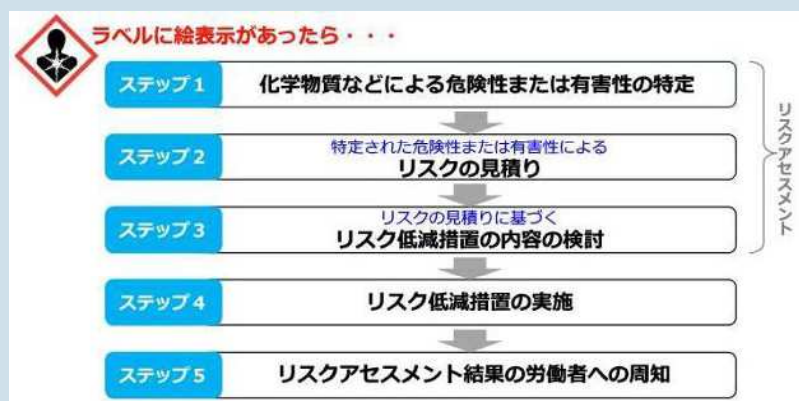 ラベルに絵表示があったら・・・
ステップ1
化学物質などによる危険性または有害性の特定
ステップ2
特定された危険性または有害性による
リスクの見積り
ステップ3
リスクの見積りに基づく
リスク低減措置の内容の検討
ステップ4
リスク低減措置の実施
ステップ5
リスクアセスメント結果の労働者への周知
リスクアセスメント